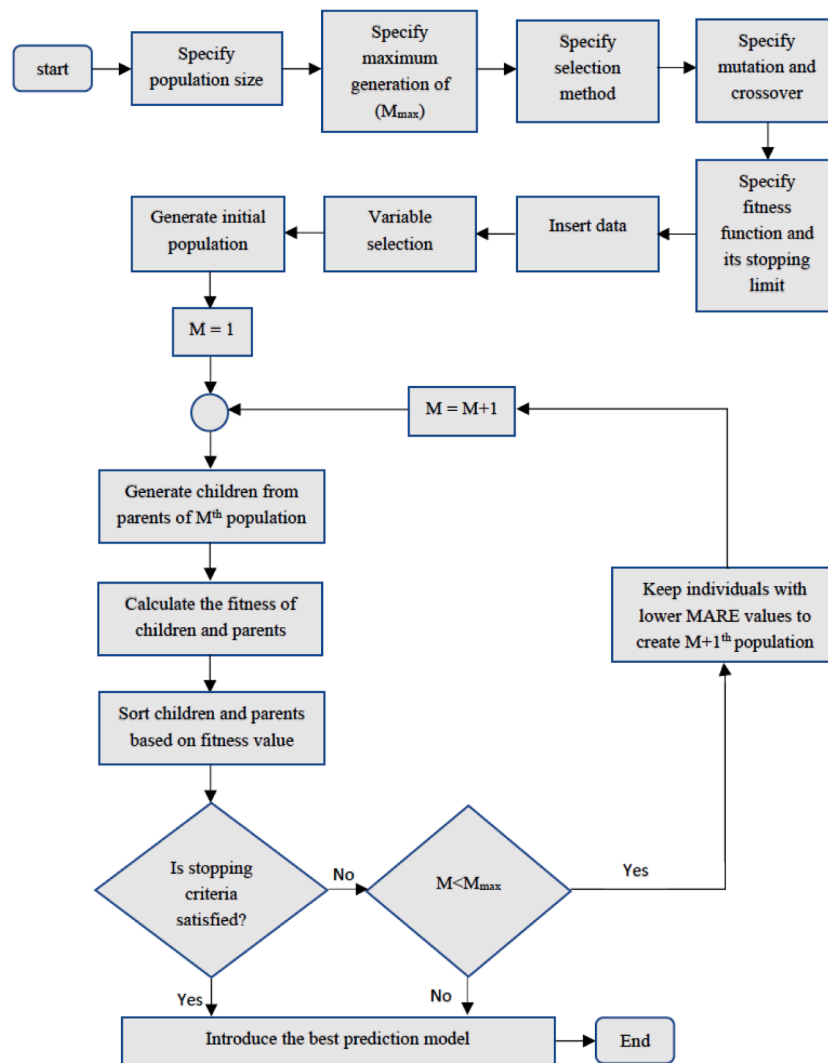 start
Specify
population size
Specify
maximum
generation of
(Mmax)
Specify
selection
method
Specify
mutation and
crossover
Specify
fitness
function and
its stopping
limit
Insert data
Variable
selection
Generate initial
population
M = 1
M = M+1
Generate children from
parents of Mth population
Calculate the fitness of
children and parents
Sort children and parents
based on fitness value
Is stopping
criteria
satisfied?
No
M<Mmax
Yes
Keep individuals with
lower MARE values to
create M+1th population
Yes
No
Introduce the best prediction model
End